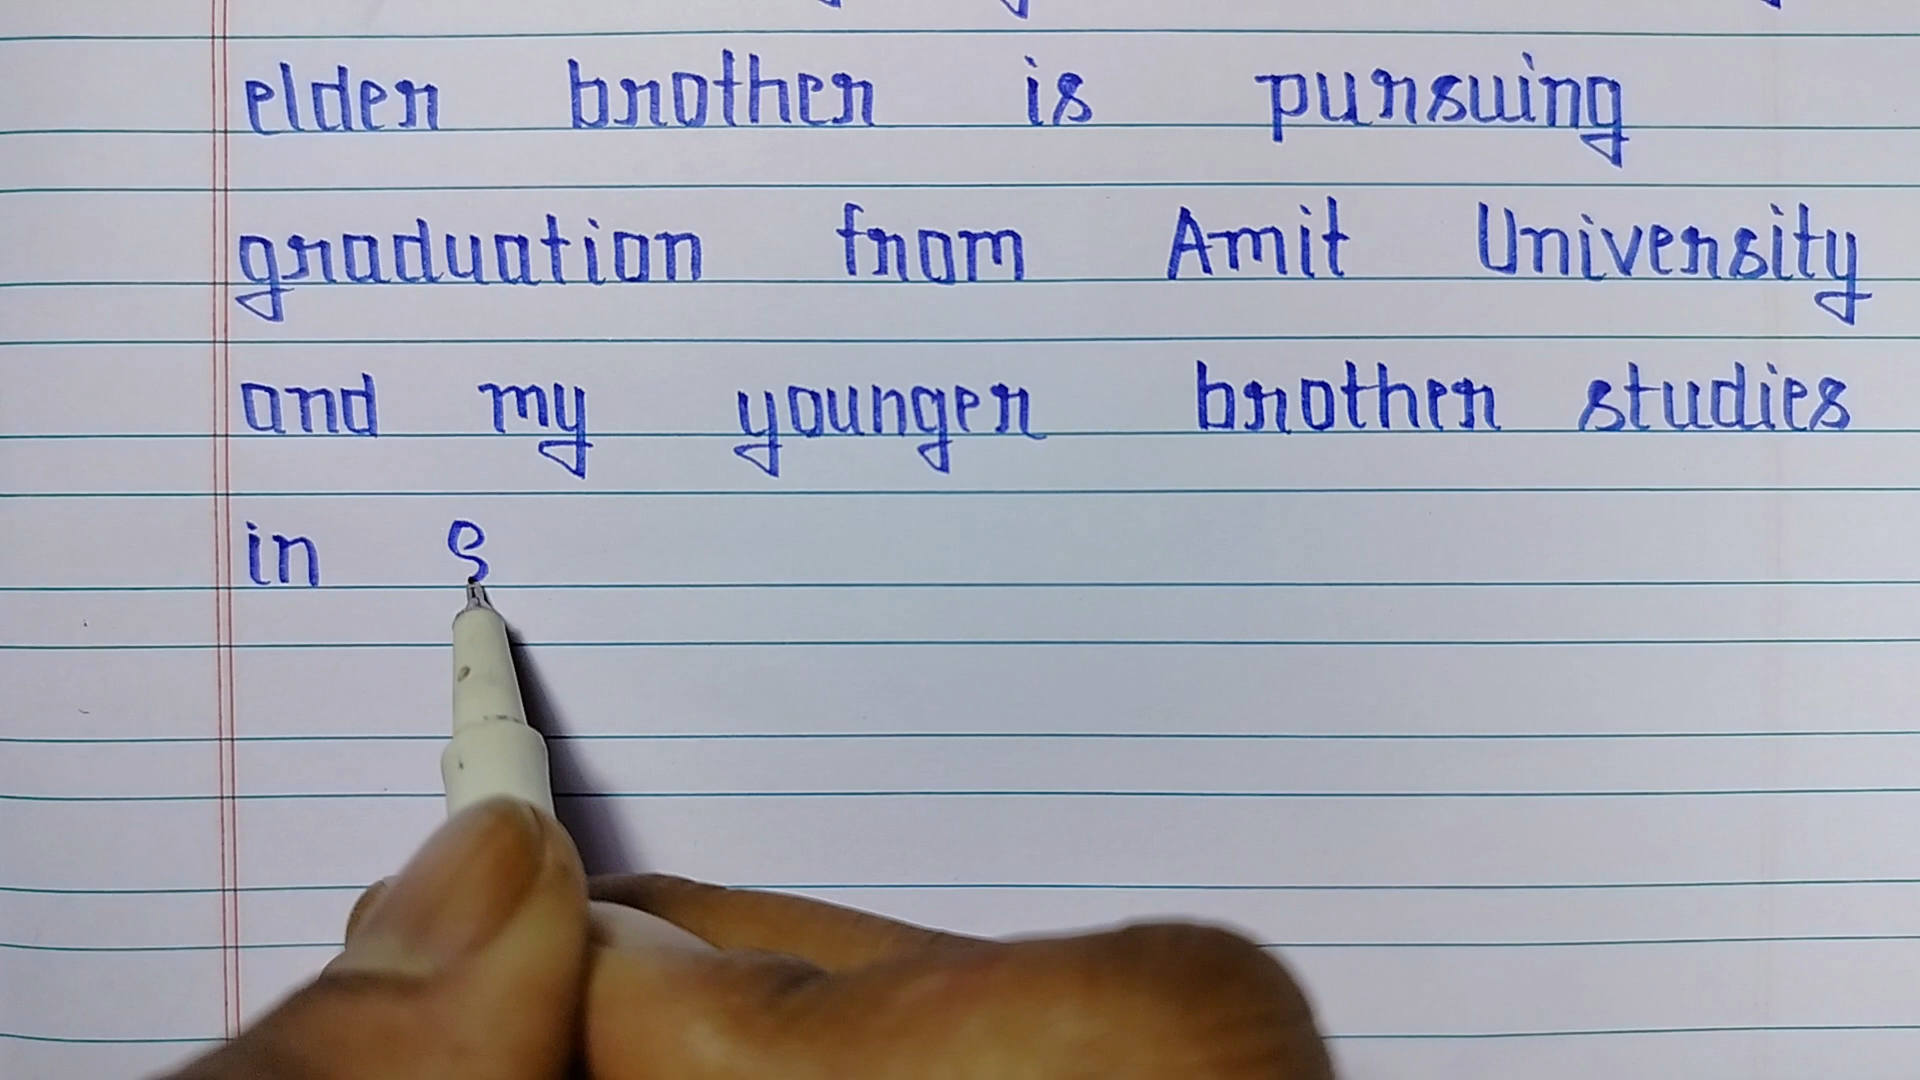 elder brother is pursuing
graduation from Amit University
and my younger brother studies
in S